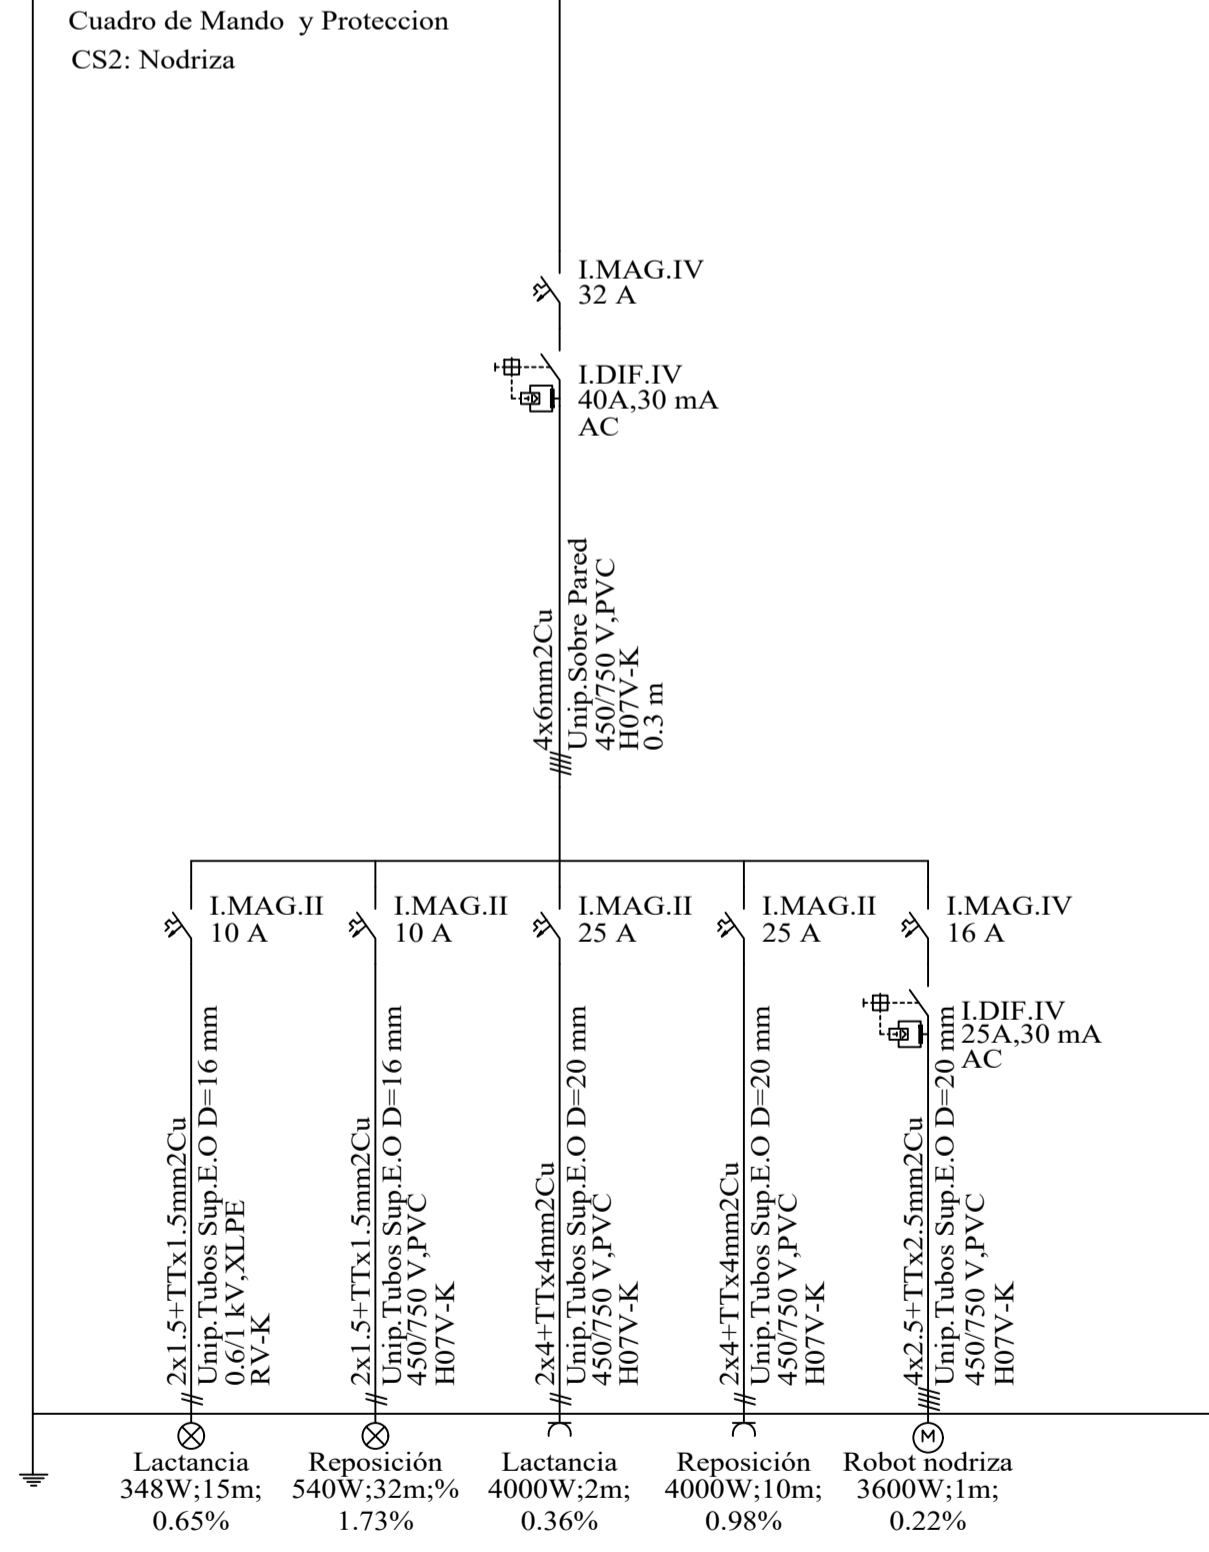 Cuadro de Mando y Proteccion
CS2: Nodriza
I.MAG.IV
32 A
I.DIF.IV
40A,30 mA
AC
4x6mm2Cu
Unip.Sobre Pared
450/750 V,PVC
H07V-K
0.3 m
I.MAG.II
10 A
I.MAG.II
10 A
I.MAG.II
25 A
I.MAG.II
25 A
I.MAG.IV
16 A
I.DIF.IV
25A,30 mA
AC
2x1.5+TTx1.5mm2Cu
Unip.Tubos Sup.E.O D=16 mm
0.6/1 kV,XLPE
RV-K
2x1.5+TTx1.5mm2Cu
Unip.Tubos Sup.E.O D=16 mm
450/750 V,PVC
H07V-K
2x4+TTx4mm2Cu
Unip.Tubos Sup.E.O D=20 mm
450/750 V,PVC
H07V-K
2x4+TTx4mm2Cu
Unip.Tubos Sup.E.O D=20 mm
450/750 V,PVC
H07V-K
4x2.5+TTx2.5mm2Cu
Unip.Tubos Sup.E.O D=20 mm
450/750 V,PVC
H07V-K
M
Lactancia
348W;15m;
0.65%
Reposición
540W;32m;%
1.73%
Lactancia
4000W;2m;
0.36%
Reposición
4000W;10m;
0.98%
Robot nodriza
3600W;1m;
0.22%